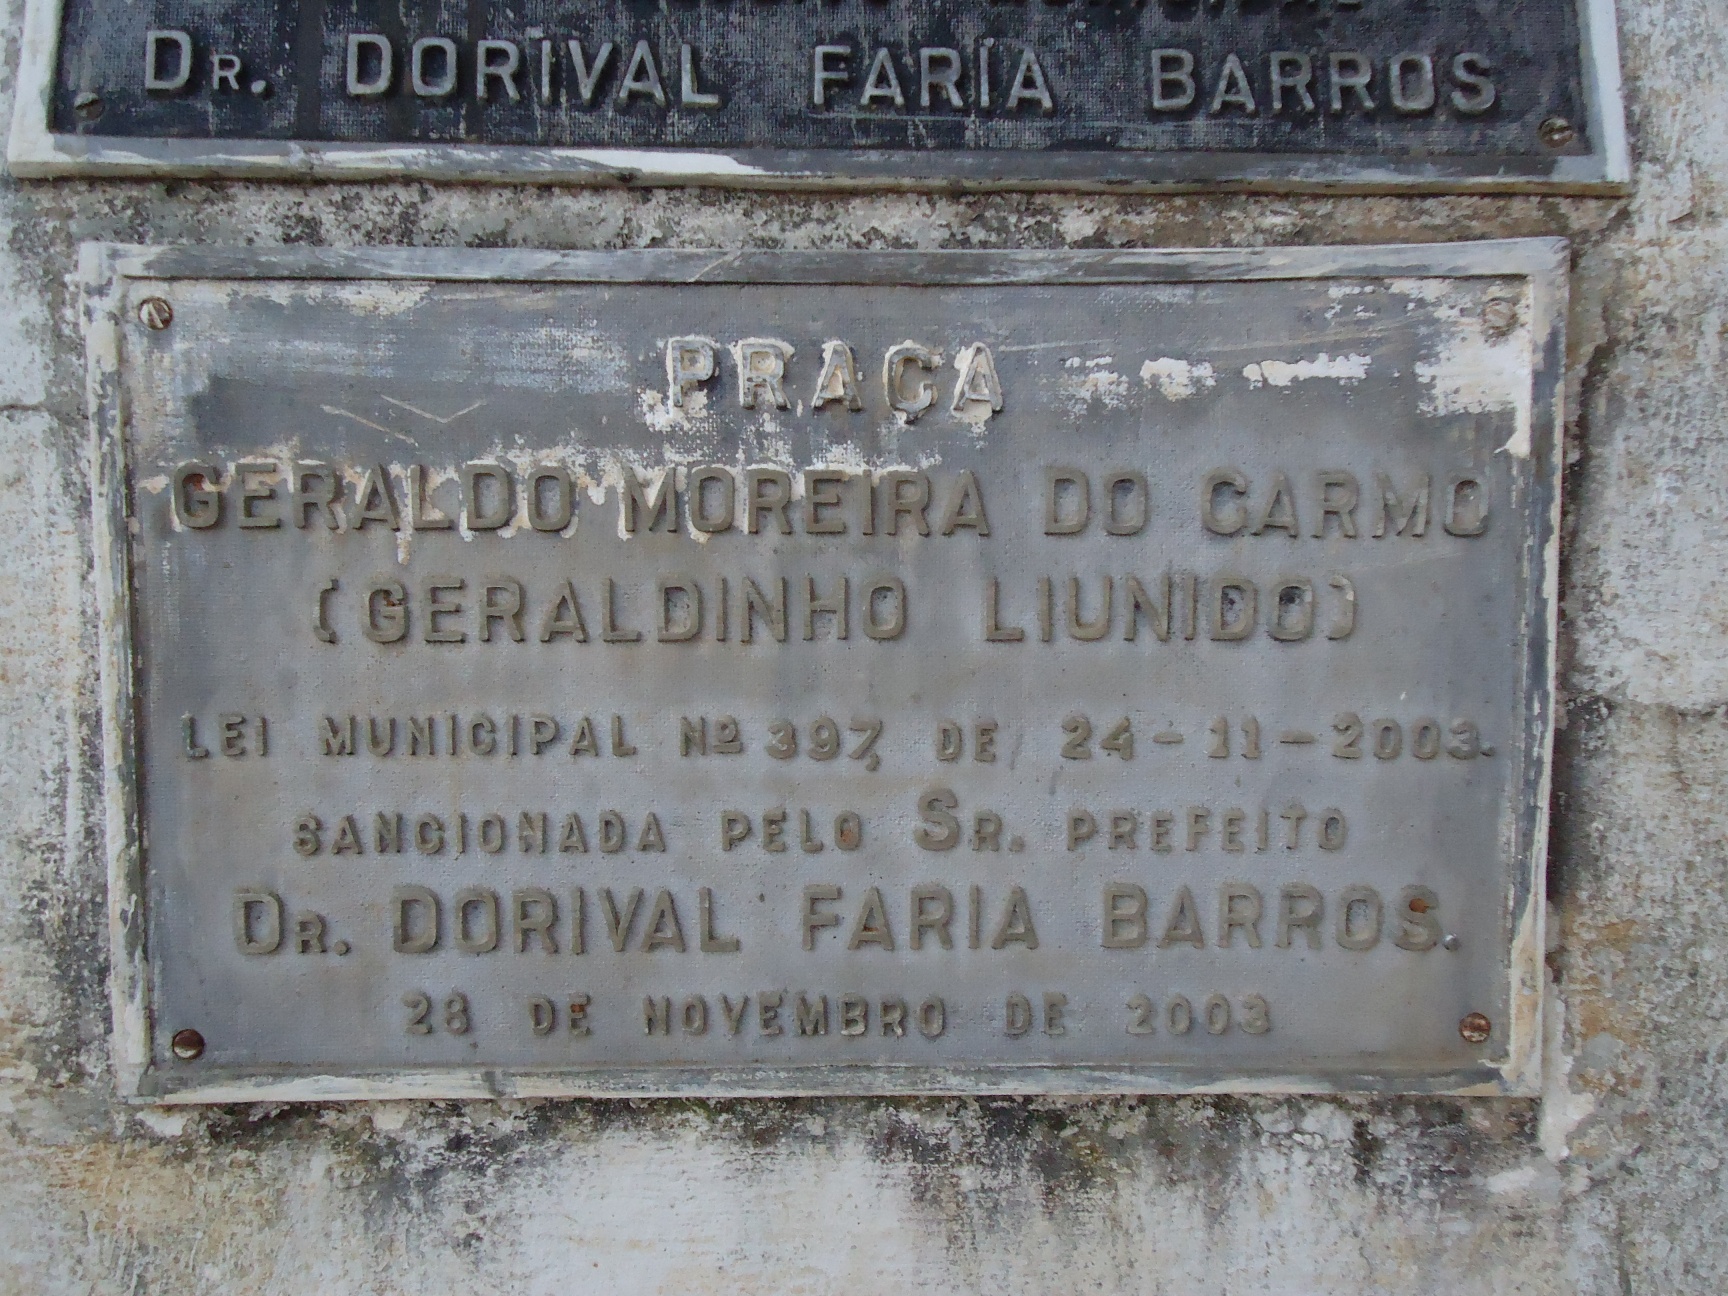 Dr. DORIVAL FARIA BARROS
PRAÇA
GERALDO MOREIRA DO CARMO
(GERALDINHO LIUNIDO)
LEI MUNICIPAL Nº 397, DE 24-11-2003.
SANCIONADA PELO Sr. PREFEITO
Dr. DORIVAL FARIA BARROS.
28 DE NOVEMBRO DE 2003